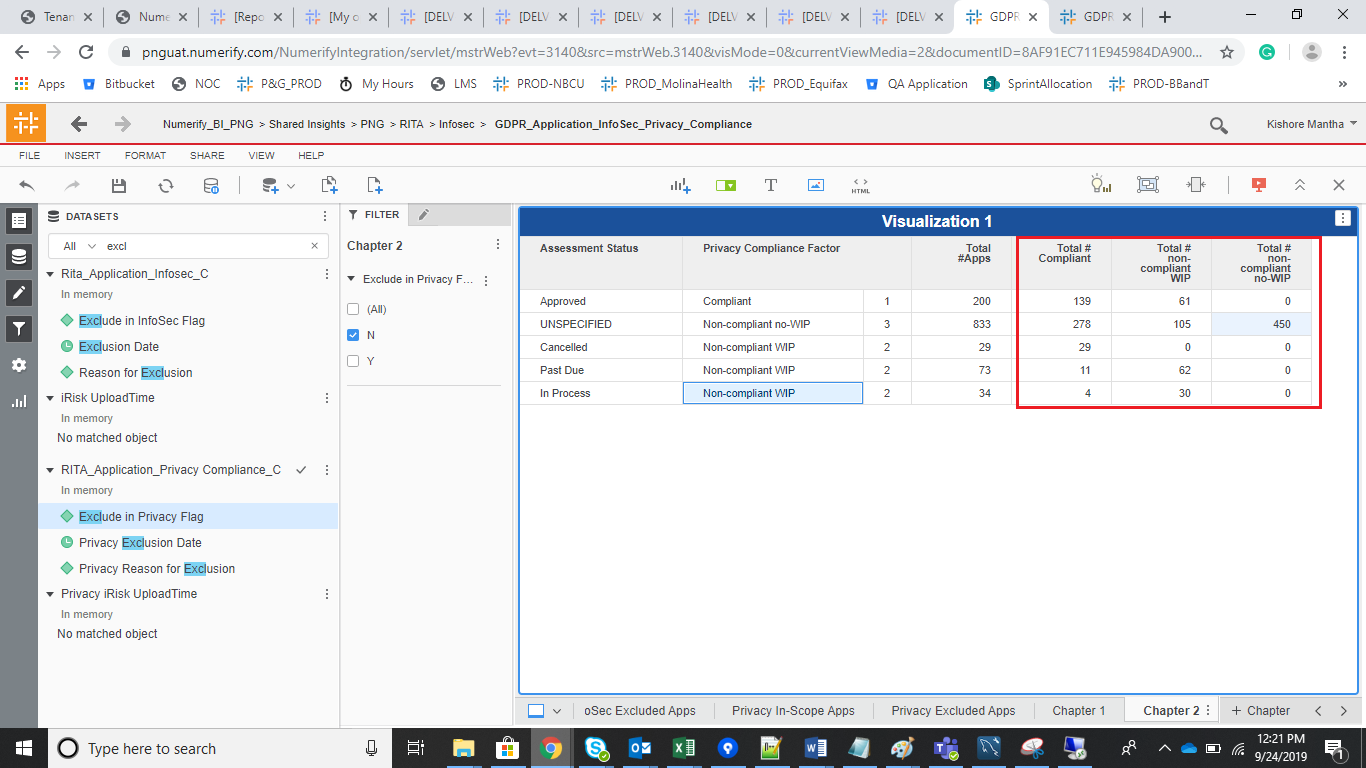 Tenan
Nume
[Repo
[My c
[DELV
[DELV
[DELV
[DELV
[DELV
[DELV
GDPR
GDPR
pnguat.numerify.com/NumerifyIntegration/servlet/mstrWeb?evt=3140&src=mstrWeb.3140&visMode=0&currentViewMedia=2&documentID=8AF91EC711E945984DA900...
Apps Bitbucket NOC P&G_PROD My Hours LMS PROD-NBCU PROD_MolinaHealth PROD_Equifax QA Application SprintAllocation PROD-BBandT »
Numerify_BI_PNG > Shared Insights > PNG > RITA > Infosec > GDPR_Application_InfoSec_Privacy_Compliance
Kishore Mantha
FILE INSERT FORMAT SHARE VIEW HELP
HTML
DATASETS
All excl
Rita_Application_Infosec_C
In memory
Exclude in InfoSec Flag
Exclusion Date
Reason for Exclusion
iRisk UploadTime
In memory
No matched object
RITA_Application_Privacy Compliance_C
In memory
Exclude in Privacy Flag
Privacy Exclusion Date
Privacy Reason for Exclusion
Privacy iRisk UploadTime
In memory
No matched object
FILTER
Chapter 2
Exclude in Privacy F...
(All)
N
Y
Visualization 1
Assessment Status Privacy Compliance Factor Total #Apps Total # Compliant Total # non-compliant WIP Total # non-compliant no-WIP
Approved Compliant 1 200 139 61 0
UNSPECIFIED Non-compliant no-WIP 3 833 278 105 450
Cancelled Non-compliant WIP 2 29 29 0 0
Past Due Non-compliant WIP 2 73 11 62 0
In Process Non-compliant WIP 2 34 4 30 0
oSec Excluded Apps Privacy In-Scope Apps Privacy Excluded Apps Chapter 1 Chapter 2 + Chapter
Type here to search
12:21 PM
9/24/2019
1